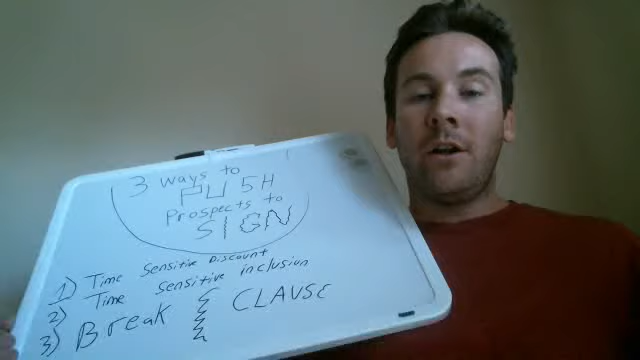 3 ways to
PUSH
Prospects to
SIGN
1) Time Sensitive Discount
2) Time sensitive inclusion
3) Break CLAUSE